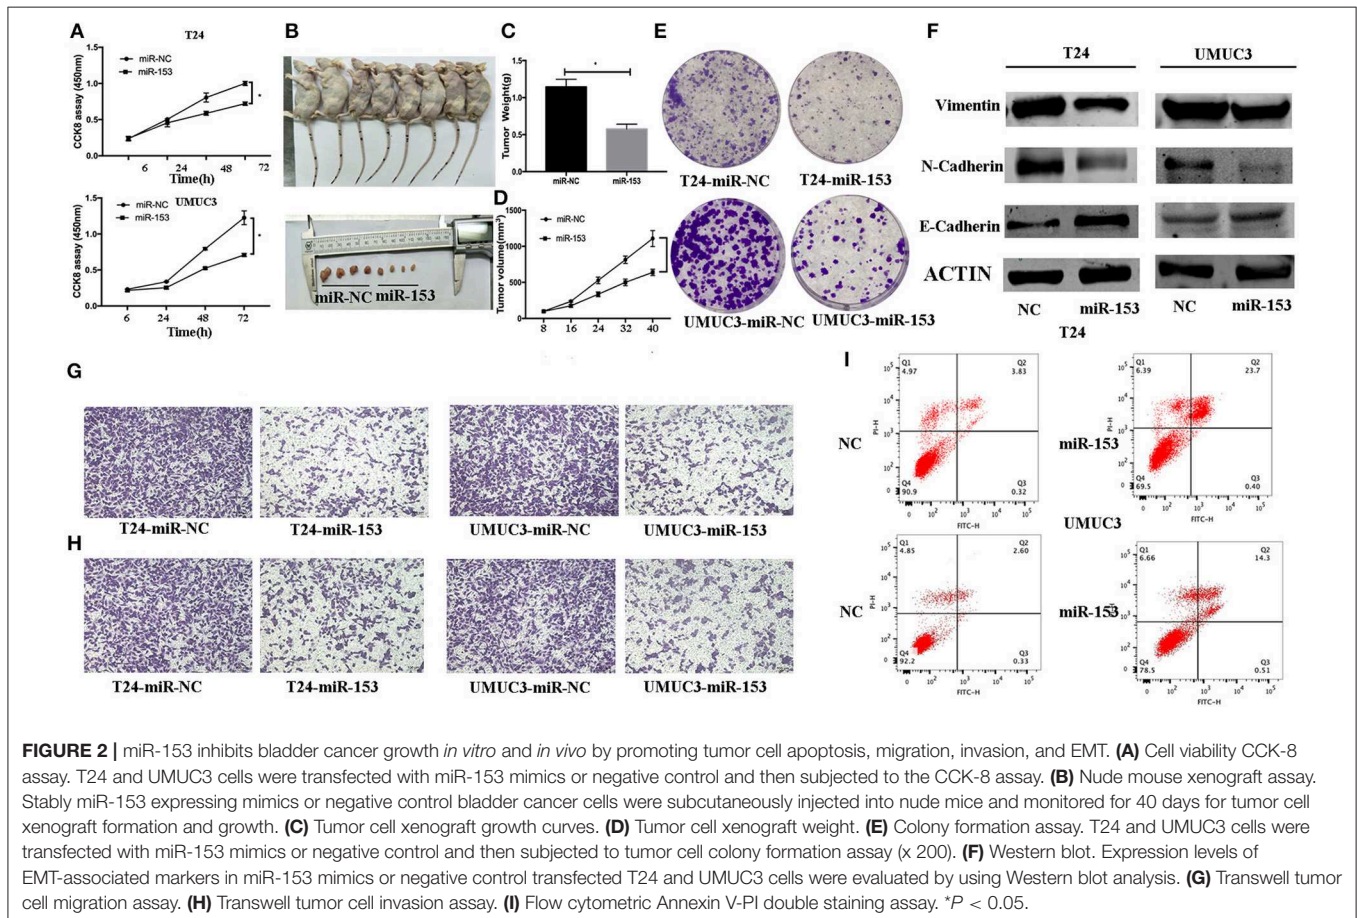 A
T24
1.5
miR-NC
miR-153
CCK8 assay (450nm)
1.0
0.5
0.0
*
6 24 48 72
Time(h)
UMUC3
1.5
miR-NC
miR-153
CCK8 assay (450nm)
1.0
0.5
0.0
*
6 24 48 72
Time(h)
B
miR-NC miR-153
C
1.5
Tumor Weight(g)
1.0
0.5
0.0
*
miR-NC miR-153
D
1500
miR-NC
miR-153
Tumor volume(mm³)
1000
500
0
8 16 24 32 40
E
T24-miR-NC T24-miR-153
UMUC3-miR-NC UMUC3-miR-153
F
T24 UMUC3
Vimentin
N-Cadherin
E-Cadherin
ACTIN
NC miR-153 NC miR-153
G
T24-miR-NC T24-miR-153 UMUC3-miR-NC UMUC3-miR-153
H
T24-miR-NC T24-miR-153 UMUC3-miR-NC UMUC3-miR-153
I
T24
NC
Q1 4.97
Q2 3.83
Q4 90.9
Q3 0.32
PI-H
FITC-H
miR-153
Q1 6.39
Q2 23.7
Q4 69.5
Q3 0.40
PI-H
FITC-H
UMUC3
NC
Q1 4.85
Q2 2.60
Q4 92.2
Q3 0.33
PI-H
FITC-H
miR-153
Q1 6.66
Q2 14.3
Q4 78.5
Q3 0.51
FITC-H
FIGURE 2 | miR-153 inhibits bladder cancer growth in vitro and in vivo by promoting tumor cell apoptosis, migration, invasion, and EMT. (A) Cell viability CCK-8
assay. T24 and UMUC3 cells were transfected with miR-153 mimics or negative control and then subjected to the CCK-8 assay. (B) Nude mouse xenograft assay.
Stably miR-153 expressing mimics or negative control bladder cancer cells were subcutaneously injected into nude mice and monitored for 40 days for tumor cell
xenograft formation and growth. (C) Tumor cell xenograft growth curves. (D) Tumor cell xenograft weight. (E) Colony formation assay. T24 and UMUC3 cells were
transfected with miR-153 mimics or negative control and then subjected to tumor cell colony formation assay (x 200). (F) Western blot. Expression levels of
EMT-associated markers in miR-153 mimics or negative control transfected T24 and UMUC3 cells were evaluated by using Western blot analysis. (G) Transwell tumor
cell migration assay. (H) Transwell tumor cell invasion assay. (I) Flow cytometric Annexin V-PI double staining assay. *P < 0.05.